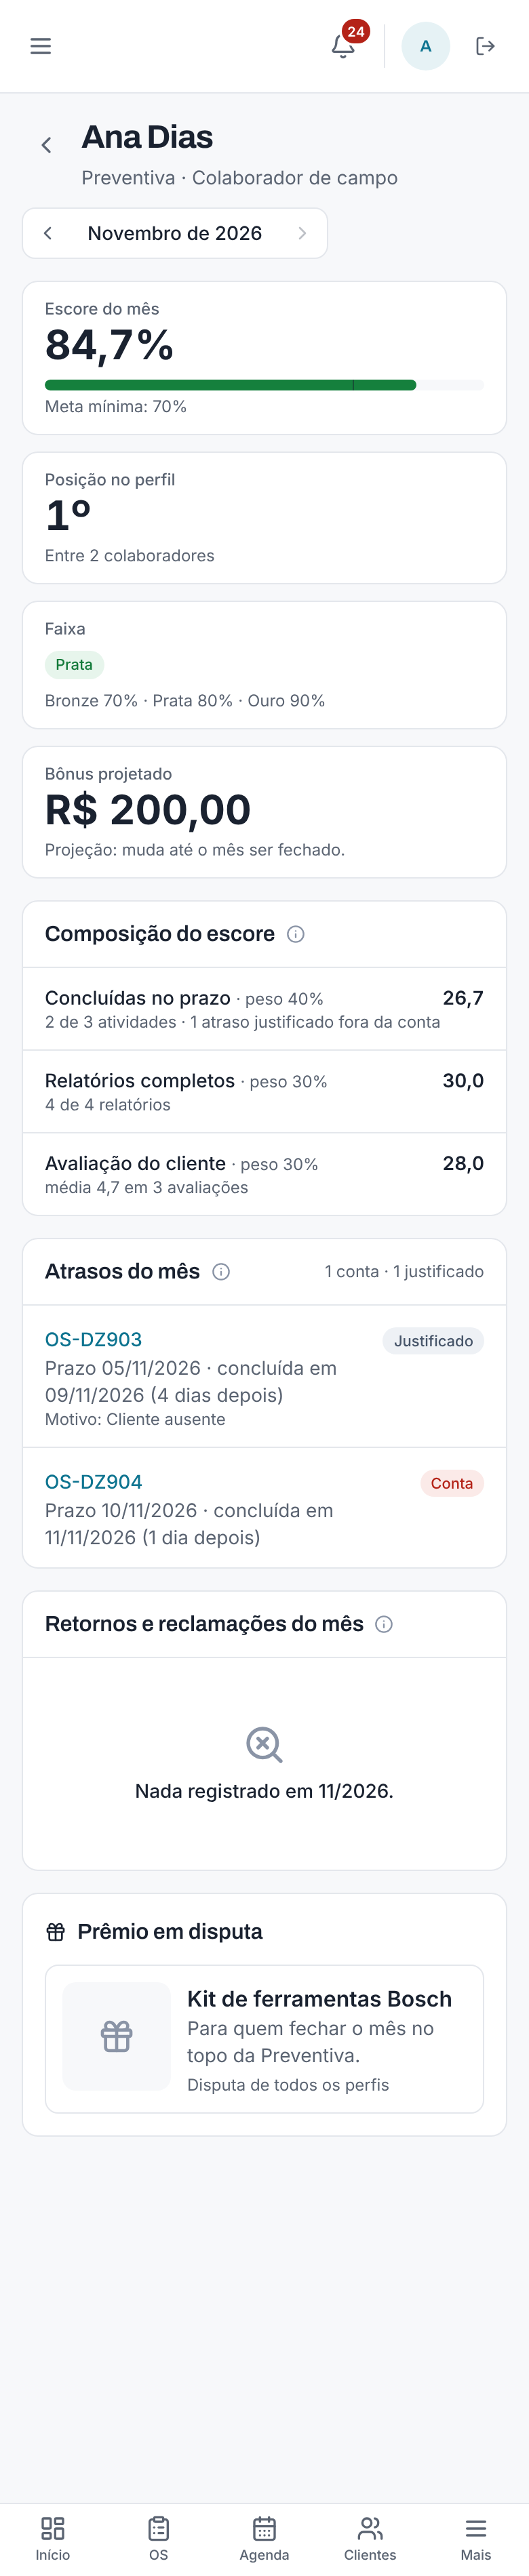 24
A
Ana Dias
Preventiva · Colaborador de campo
Novembro de 2026
Escore do mês
84,7%
Meta mínima: 70%
Posição no perfil
1º
Entre 2 colaboradores
Faixa
Prata
Bronze 70% · Prata 80% · Ouro 90%
Bônus projetado
R$ 200,00
Projeção: muda até o mês ser fechado.
Composição do escore
Concluídas no prazo · peso 40% 26,7
2 de 3 atividades · 1 atraso justificado fora da conta
Relatórios completos · peso 30% 30,0
4 de 4 relatórios
Avaliação do cliente · peso 30% 28,0
média 4,7 em 3 avaliações
Atrasos do mês 1 conta · 1 justificado
OS-DZ903 Justificado
Prazo 05/11/2026 · concluída em
09/11/2026 (4 dias depois)
Motivo: Cliente ausente
OS-DZ904 Conta
Prazo 10/11/2026 · concluída em
11/11/2026 (1 dia depois)
Retornos e reclamações do mês
Nada registrado em 11/2026.
Prêmio em disputa
Kit de ferramentas Bosch
Para quem fechar o mês no
topo da Preventiva.
Disputa de todos os perfis
Início OS Agenda Clientes Mais